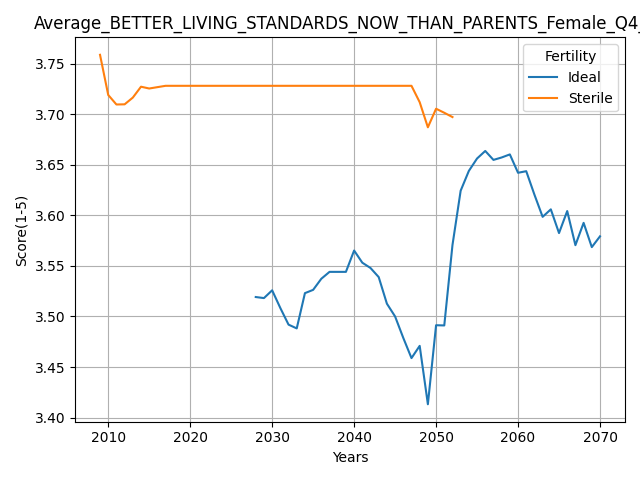 Average_BETTER_LIVING_STANDARDS_NOW_THAN_PARENTS_Female_Q4_
Fertility
Ideal
Sterile
Score(1-5)
3.75
3.70
3.65
3.60
3.55
3.50
3.45
3.40
2010 2020 2030 2040 2050 2060 2070
Years